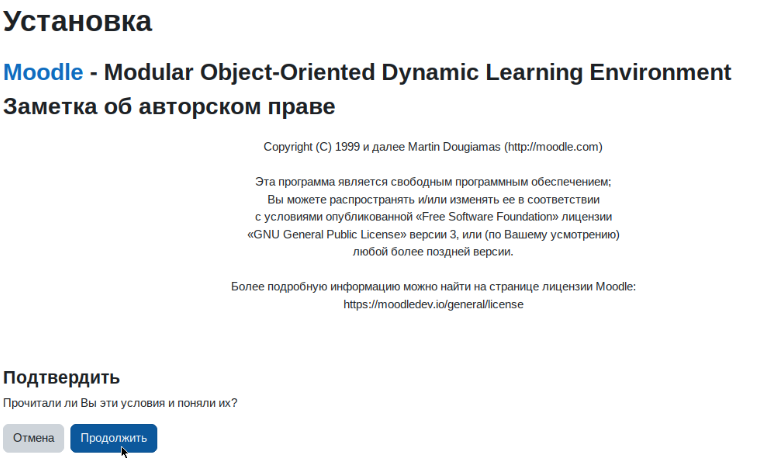 Установка
Moodle - Modular Object-Oriented Dynamic Learning Environment
Заметка об авторском праве
Copyright (C) 1999 и далее Martin Dougiamas (http://moodle.com)
Эта программа является свободным программным обеспечением;
Вы можете распространять и/или изменять ее в соответствии
с условиями опубликованной «Free Software Foundation» лицензии
«GNU General Public License» версии 3, или (по Вашему усмотрению)
любой более поздней версии.
Более подробную информацию можно найти на странице лицензии Moodle:
https://moodledev.io/general/license
Подтвердить
Прочитали ли Вы эти условия и поняли их?
Отмена Продолжить